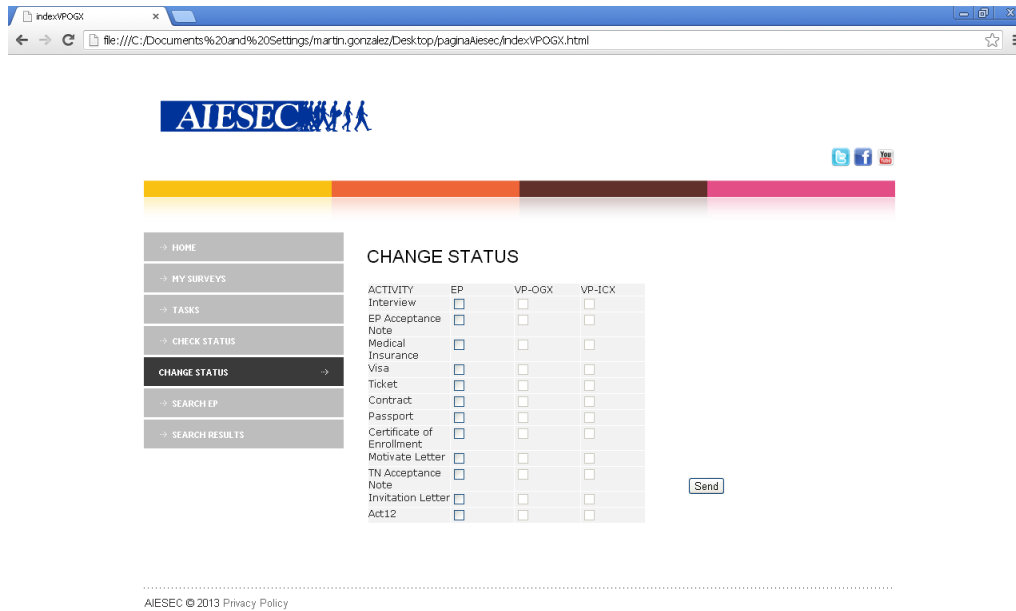 indexVPOGX
file:///C:/Documents%20and%20Settings/martin.gonzalez/Desktop/paginaAiesec/indexVPOGX.html
AIESEC
You
Tube
HOME
MY SURVEYS
TASKS
CHECK STATUS
CHANGE STATUS
SEARCH EP
SEARCH RESULTS
CHANGE STATUS
ACTIVITY EP VP-OGX VP-ICX
Interview
EP Acceptance
Note
Medical
Insurance
Visa
Ticket
Contract
Passport
Certificate of
Enrollment
Motivate Letter
TN Acceptance
Note
Invitation Letter
Act12
Send
AIESEC © 2013 Privacy Policy